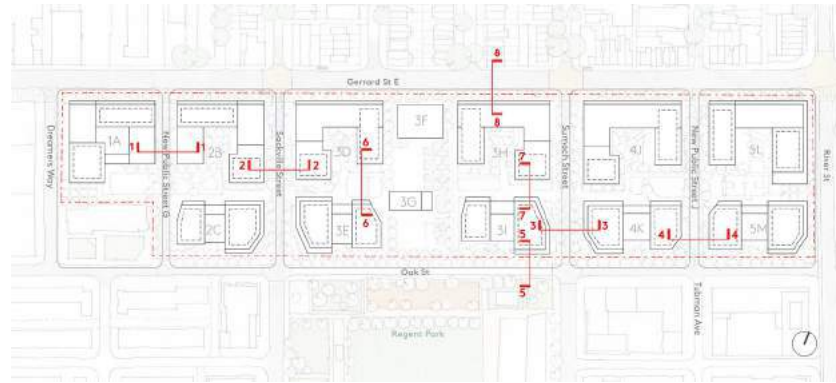 6
Gerrard St E
8
Dreamers Way
1A
1
1
New Public Street G
2B
2
Sackville Street
2
3D
6
3F
3H
7
Sumach Street
4J
New Public Street J
5L
River St
2C
3E
6
3G
3I
7
5
3
3
4K
4
4
5M
Oak St
5
Tubman Ave
Regent Park